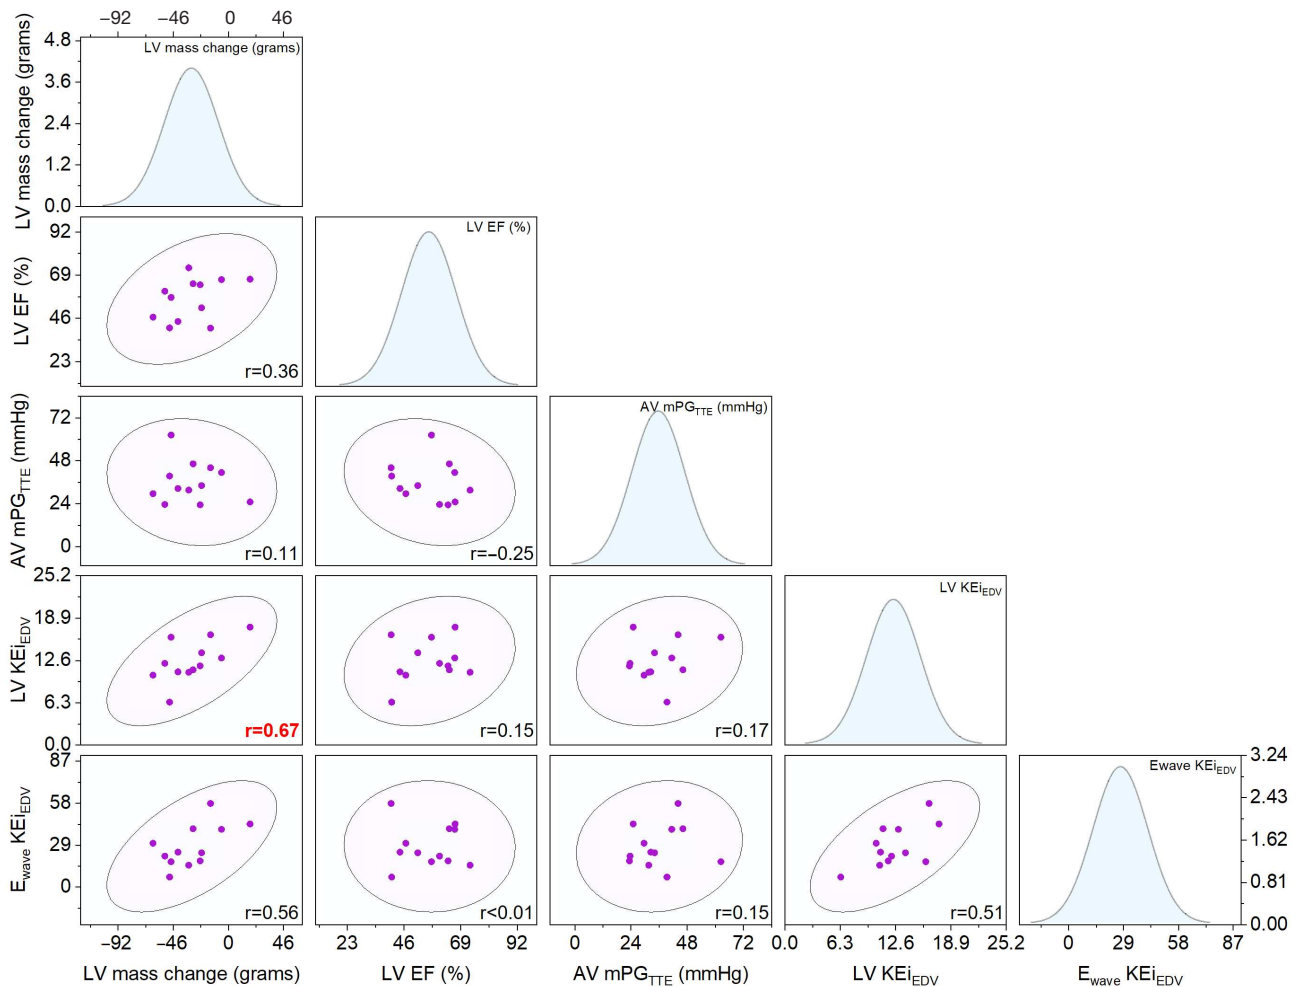 −92 −46 0 46
LV mass change (grams)
4.8
3.6
2.4
1.2
0.0
LV mass change (grams)
LV EF (%)
92
69
46
23
r=0.36
LV EF (%)
AV mPGTTE (mmHg)
72
48
24
0
r=0.11
r=−0.25
AV mPGTTE (mmHg)
LV KEiEDV
25.2
18.9
12.6
6.3
0.0
r=0.67
r=0.15
r=0.17
LV KEiEDV
Ewave KEiEDV
87
58
29
0
r=0.56
r<0.01
r=0.15
r=0.51
Ewave KEiEDV
3.24
2.43
1.62
0.81
0.00
−92 −46 0 46
23 46 69 92
0 24 48 72
0.0 6.3 12.6 18.9 25.2
0 29 58 87
LV mass change (grams)
LV EF (%)
AV mPGTTE (mmHg)
LV KEiEDV
Ewave KEiEDV